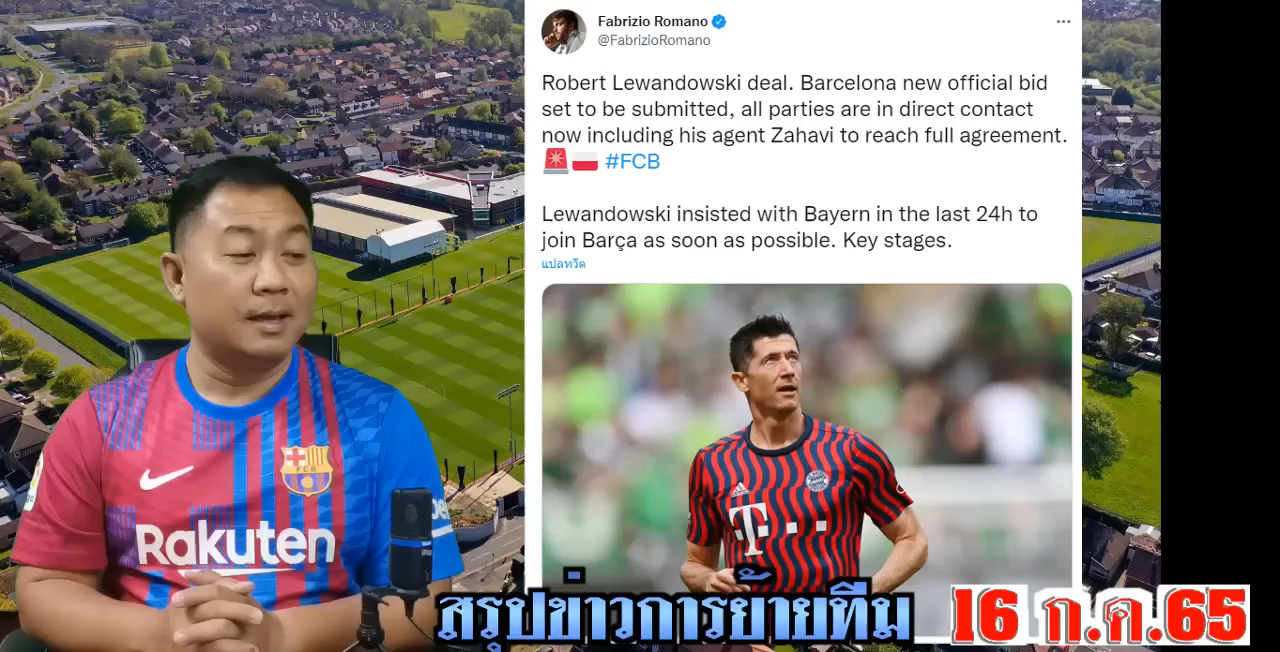 Fabrizio Romano
@FabrizioRomano
Robert Lewandowski deal. Barcelona new official bid
set to be submitted, all parties are in direct contact
now including his agent Zahavi to reach full agreement.
🚨🇵🇱 #FCB
Lewandowski insisted with Bayern in the last 24h to
join Barça as soon as possible. Key stages.
แปลทวีต
FCB
Rakuten
T
สรุปข่าวการย้ายทีม
16 ก.ค.65